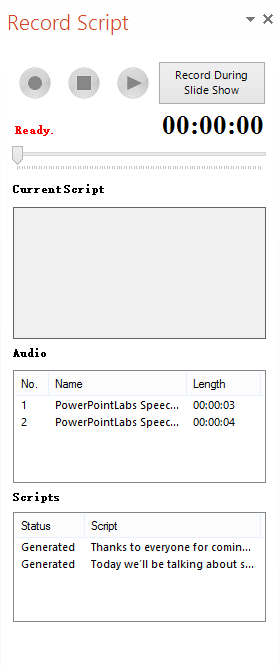 Record Script
Record During
Slide Show
Ready.
00:00:00
CurrentScript
Audio
No. Name Length
1 PowerPointLabs Speec... 00:00:03
2 PowerPointLabs Speec... 00:00:04
Scripts
Status Script
Generated Thanks to everyone for comin...
Generated Today we'll be talking about s...